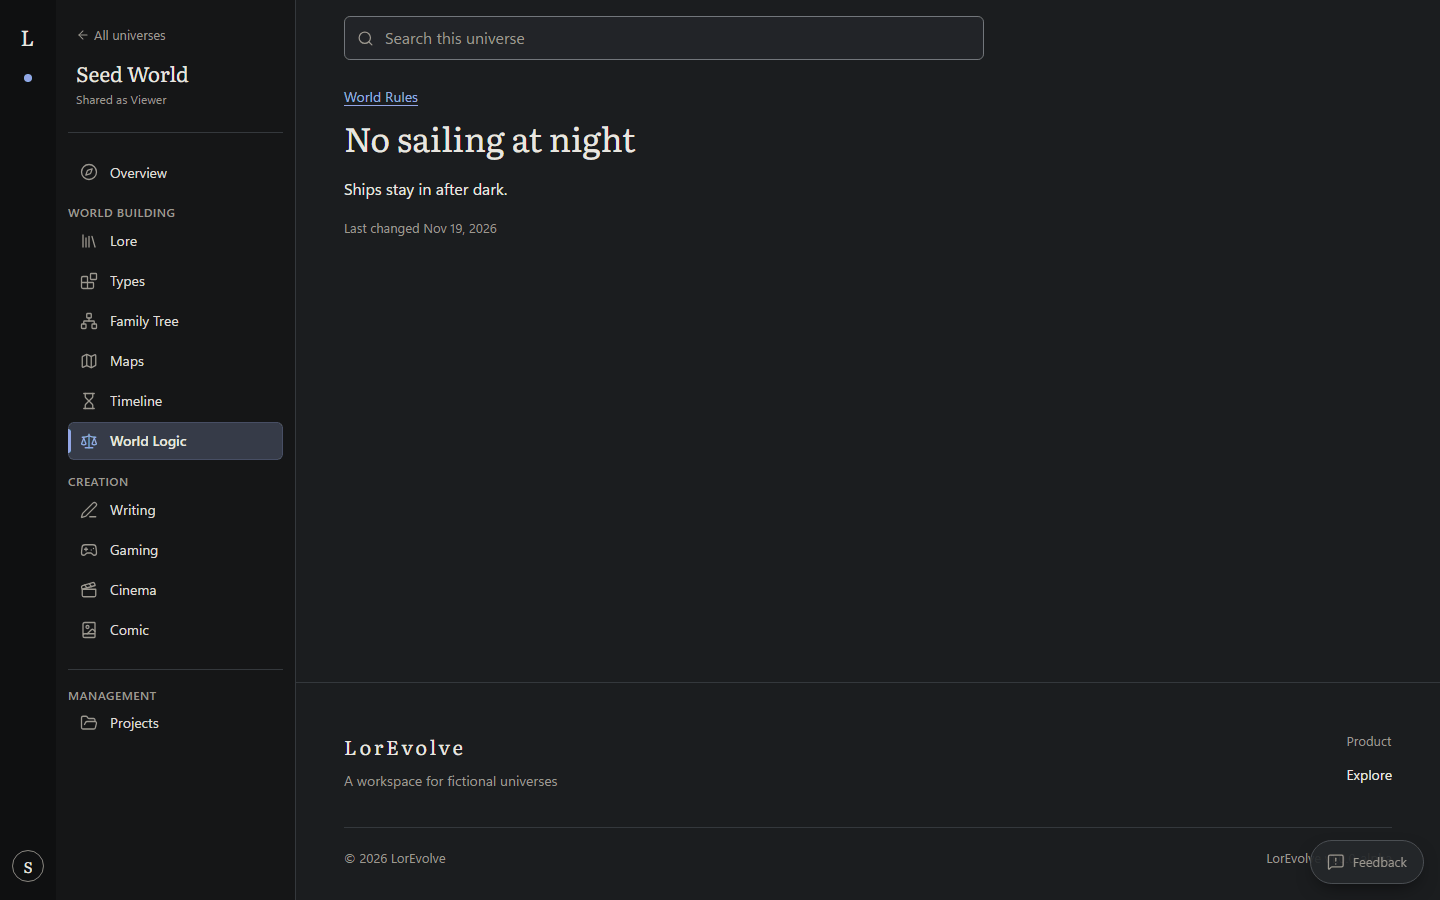 L
← All universes
Seed World
Shared as Viewer
Overview
WORLD BUILDING
Lore
Types
Family Tree
Maps
Timeline
World Logic
CREATION
Writing
Gaming
Cinema
Comic
MANAGEMENT
Projects
S
Search this universe
World Rules
No sailing at night
Ships stay in after dark.
Last changed Nov 19, 2026
LorEvolve
A workspace for fictional universes
Product
Explore
© 2026 LorEvolve
Feedback